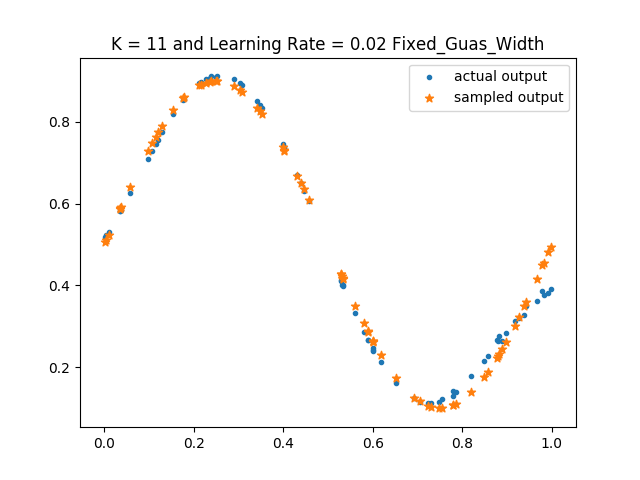 K = 11 and Learning Rate = 0.02 Fixed_Guas_Width
actual output
sampled output
0.8
0.6
0.4
0.2
0.0 0.2 0.4 0.6 0.8 1.0